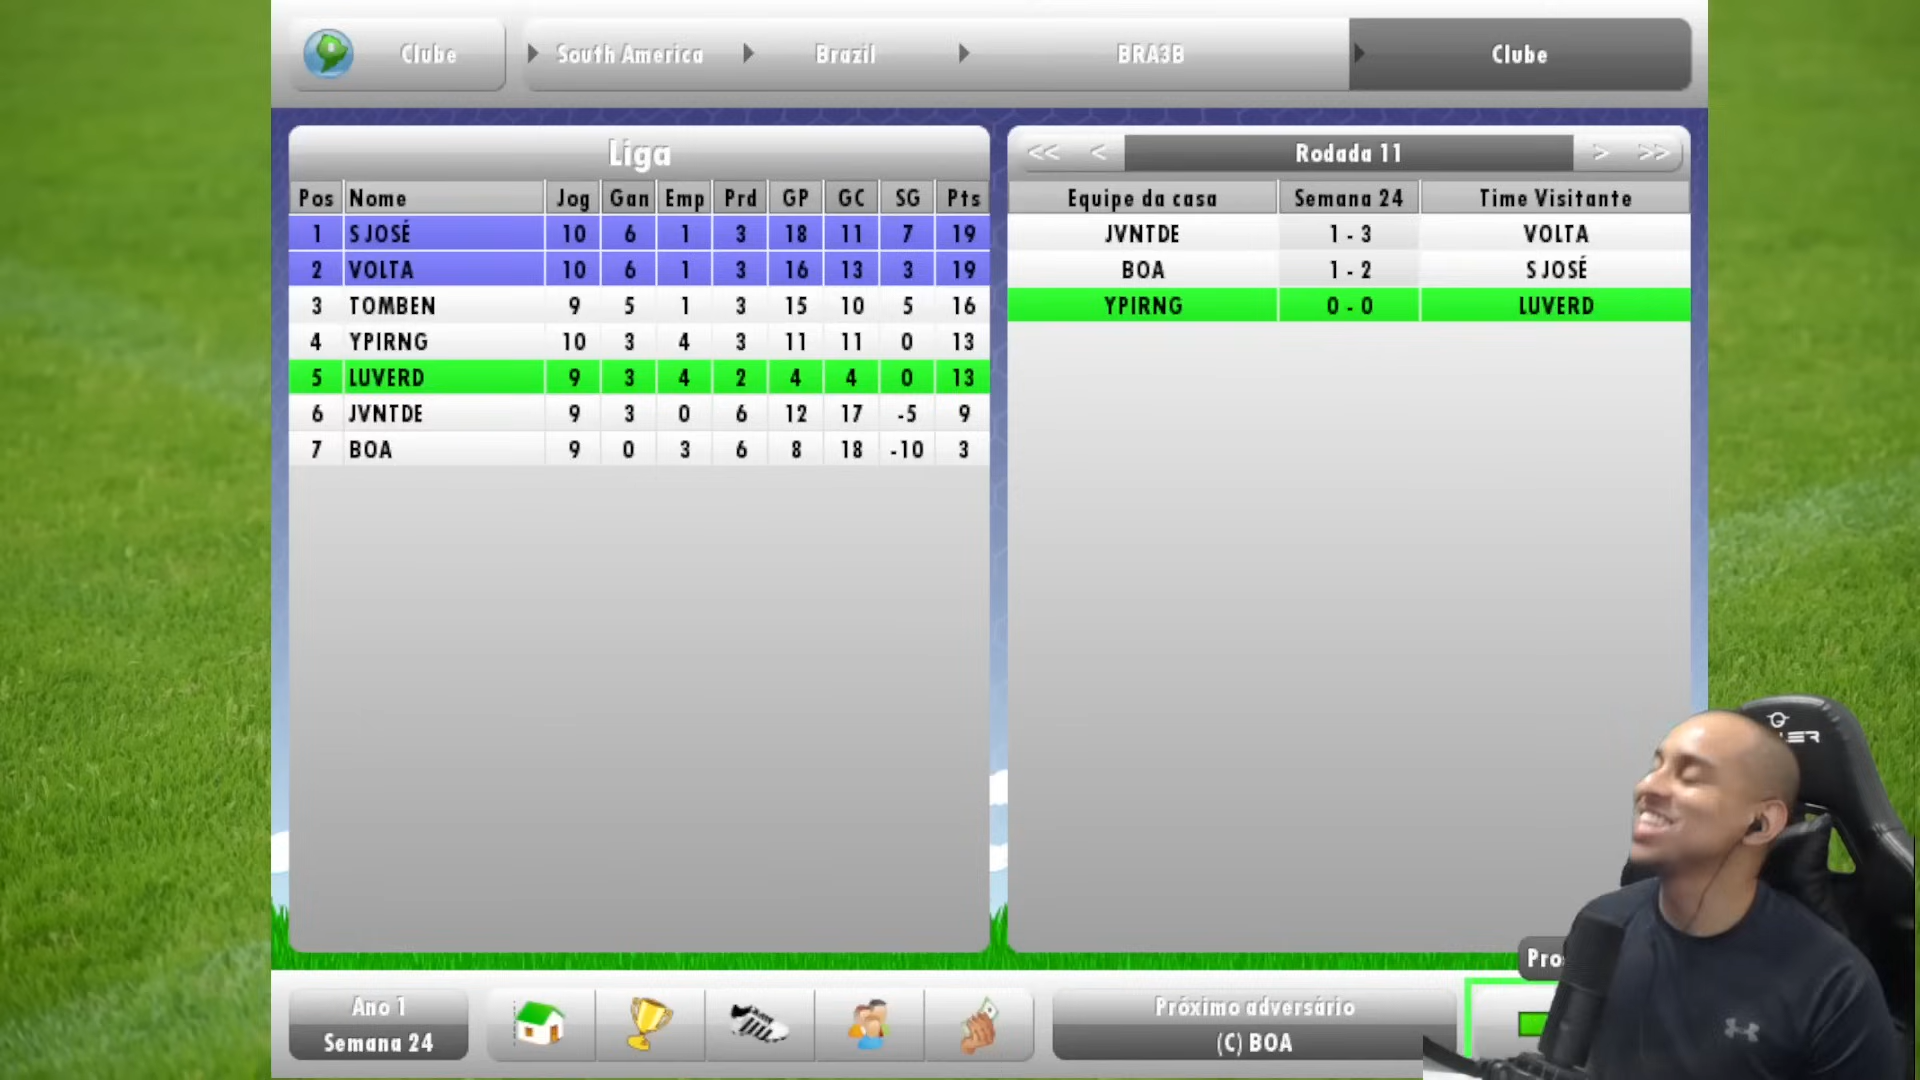 Clube South America Brazil BRA3B Clube
Liga
Pos Nome Jog Gan Emp Prd GP GC SG Pts
1 S JOSÉ 10 6 1 3 18 11 7 19
2 VOLTA 10 6 1 3 16 13 3 19
3 TOMBEN 9 5 1 3 15 10 5 16
4 YPIRNG 10 3 4 3 11 11 0 13
5 LUVERD 9 3 4 2 4 4 0 13
6 JVNTDE 9 3 0 6 12 17 -5 9
7 BOA 9 0 3 6 8 18 -10 3
<< < Rodada 11 > >>
Equipe da casa Semana 24 Time Visitante
JVNTDE 1 - 3 VOLTA
BOA 1 - 2 S JOSÉ
YPIRNG 0 - 0 LUVERD
Ano 1
Semana 24
Próximo adversário
(C) BOA